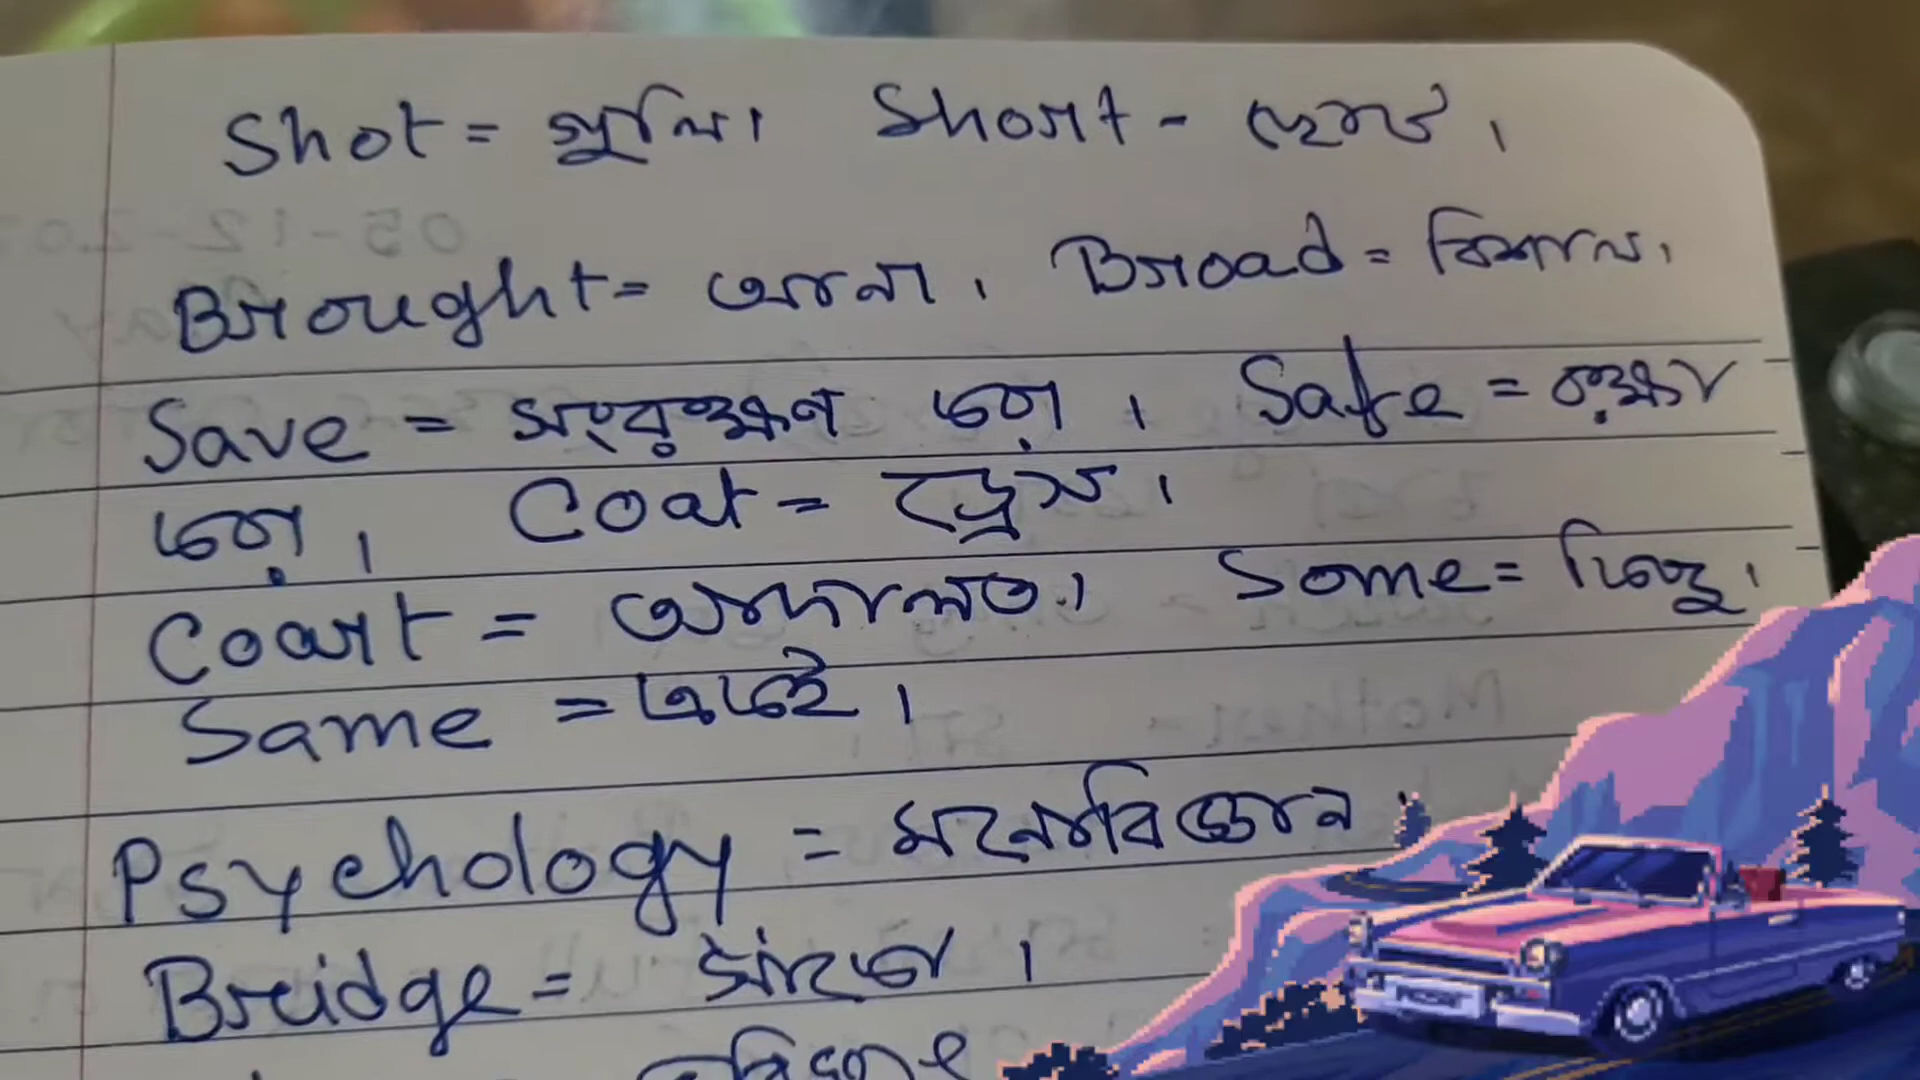 Shot = গুলি। Short - ছোট।
Brought = আনা। Broad = বিশাল।
Save = সংরক্ষণ করো। Safe = রক্ষা
করো। Coat = ড্রেস।
Coart = আদালত। Some = কিছু।
Same = একই।
Psychology = মনোবিজ্ঞান।
Breidge = সাঁকো।